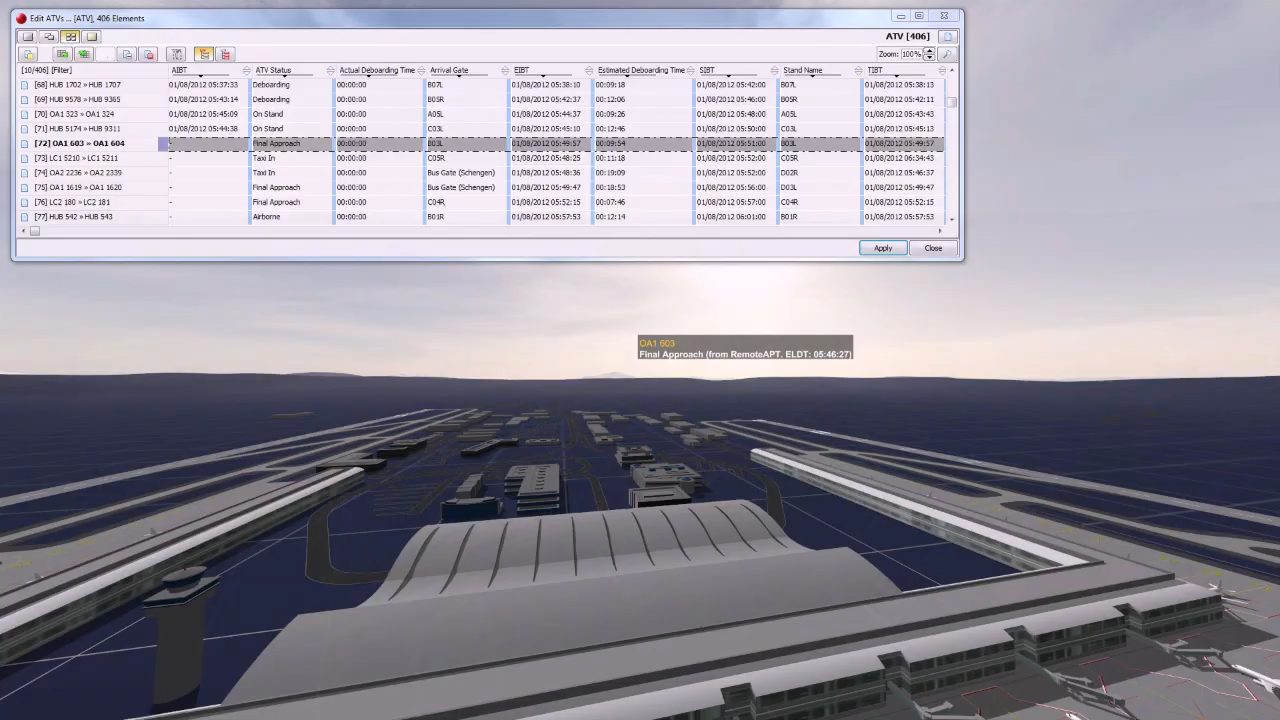 Edit ATVs ... [ATV], 406 Elements
ATV [406]
Zoom: 100%
[10/406] [Filter] AIBT ATV Status Actual Deboarding Time Arrival Gate EIBT Estimated Deboarding Time SIBT Stand Name TIBT
[68] HUB 1702 » HUB 1707 01/08/2012 05:37:33 Deboarding 00:00:00 B07L 01/08/2012 05:38:10 00:09:18 01/08/2012 05:42:00 B07L 01/08/2012 05:38:13
[69] HUB 9578 » HUB 9365 01/08/2012 05:43:14 Deboarding 00:00:00 B05R 01/08/2012 05:42:37 00:12:06 01/08/2012 05:46:00 B05R 01/08/2012 05:42:11
[70] OA1 323 » OA1 324 01/08/2012 05:45:09 On Stand 00:00:00 A05L 01/08/2012 05:44:37 00:09:26 01/08/2012 05:48:00 A05L 01/08/2012 05:43:43
[71] HUB 5174 » HUB 9311 01/08/2012 05:44:38 On Stand 00:00:00 C03L 01/08/2012 05:45:10 00:12:46 01/08/2012 05:50:00 C03L 01/08/2012 05:45:13
[72] OA1 603 » OA1 604 - Final Approach 00:00:00 B03L 01/08/2012 05:49:57 00:09:54 01/08/2012 05:51:00 B03L 01/08/2012 05:49:57
[73] LC1 5210 » LC1 5211 - Taxi In 00:00:00 C05R 01/08/2012 05:48:25 00:11:18 01/08/2012 05:52:00 C05R 01/08/2012 06:34:43
[74] OA2 2236 » OA2 2339 - Taxi In 00:00:00 Bus Gate (Schengen) 01/08/2012 05:48:36 00:19:09 01/08/2012 05:52:00 D02R 01/08/2012 05:46:37
[75] OA1 1619 » OA1 1620 - Final Approach 00:00:00 Bus Gate (Schengen) 01/08/2012 05:49:47 00:18:53 01/08/2012 05:56:00 D03L 01/08/2012 05:49:47
[76] LC2 180 » LC2 181 - Final Approach 00:00:00 C04R 01/08/2012 05:52:15 00:07:46 01/08/2012 05:57:00 C04R 01/08/2012 05:52:15
[77] HUB 542 » HUB 543 - Airborne 00:00:00 B01R 01/08/2012 05:57:53 00:12:14 01/08/2012 06:01:00 B01R 01/08/2012 05:57:53
Apply Close
OA1 603
Final Approach (from RemoteAPT, ELDT: 05:46:27)